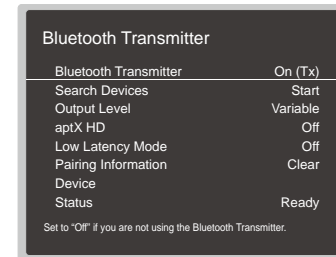 Bluetooth Transmitter
Bluetooth Transmitter On (Tx)
Search Devices Start
Output Level Variable
aptX HD Off
Low Latency Mode Off
Pairing Information Clear
Device
Status Ready
Set to “Off” if you are not using the Bluetooth Transmitter.